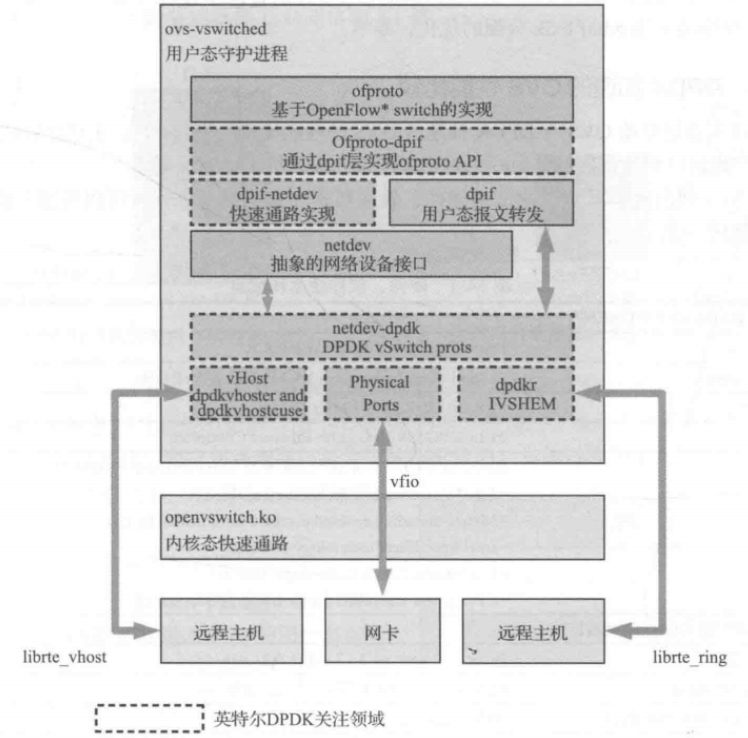 ovs-vswitched
用户态守护进程
ofproto
基于OpenFlow* switch的实现
Ofproto-dpif
通过dpif层实现ofproto API
dpif-netdev
快速通路实现
dpif
用户态报文转发
netdev
抽象的网络设备接口
netdev-dpdk
DPDK vSwitch prots
vHost
dpdkvhoster and
dpdkvhostcuse
Physical
Ports
dpdkr
IVSHEM
vfio
openvswitch.ko
内核态快速通路
远程主机
网卡
远程主机
librte_vhost
librte_ring
英特尔DPDK关注领域